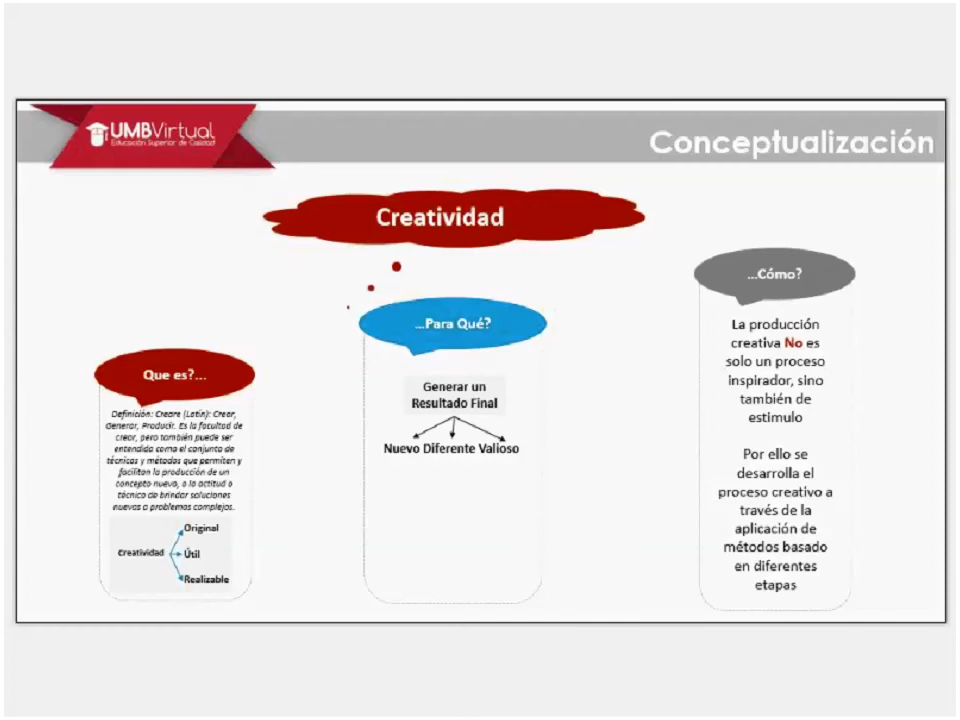 UMBVirtual
Educación Superior de Calidad
Conceptualización
Creatividad
Que es?...
Definición: Creare (Latín): Crear,
Generar, Producir. Es la facultad de
crear, pero también puede ser
entendida como el conjunto de
técnicas y métodos que permiten y
facilitan la producción de un
concepto nuevo, o la actitud o
técnica de brindar soluciones
nuevas a problemas complejos.
Creatividad
Original
Útil
Realizable
...Para Qué?
Generar un
Resultado Final
Nuevo Diferente Valioso
...Cómo?
La producción
creativa No es
solo un proceso
inspirador, sino
también de
estimulo
Por ello se
desarrolla el
proceso creativo a
través de la
aplicación de
métodos basado
en diferentes
etapas